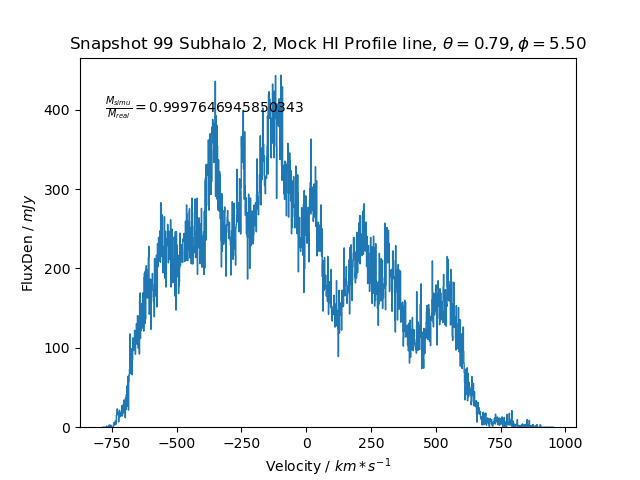 Snapshot 99 Subhalo 2, Mock HI Profile line, θ = 0.79, ϕ = 5.50
M_simu/M_real = 0.9997646945850343
FluxDen / mJy
400
300
200
100
0
−750 −500 −250 0 250 500 750 1000
Velocity / km * s⁻¹